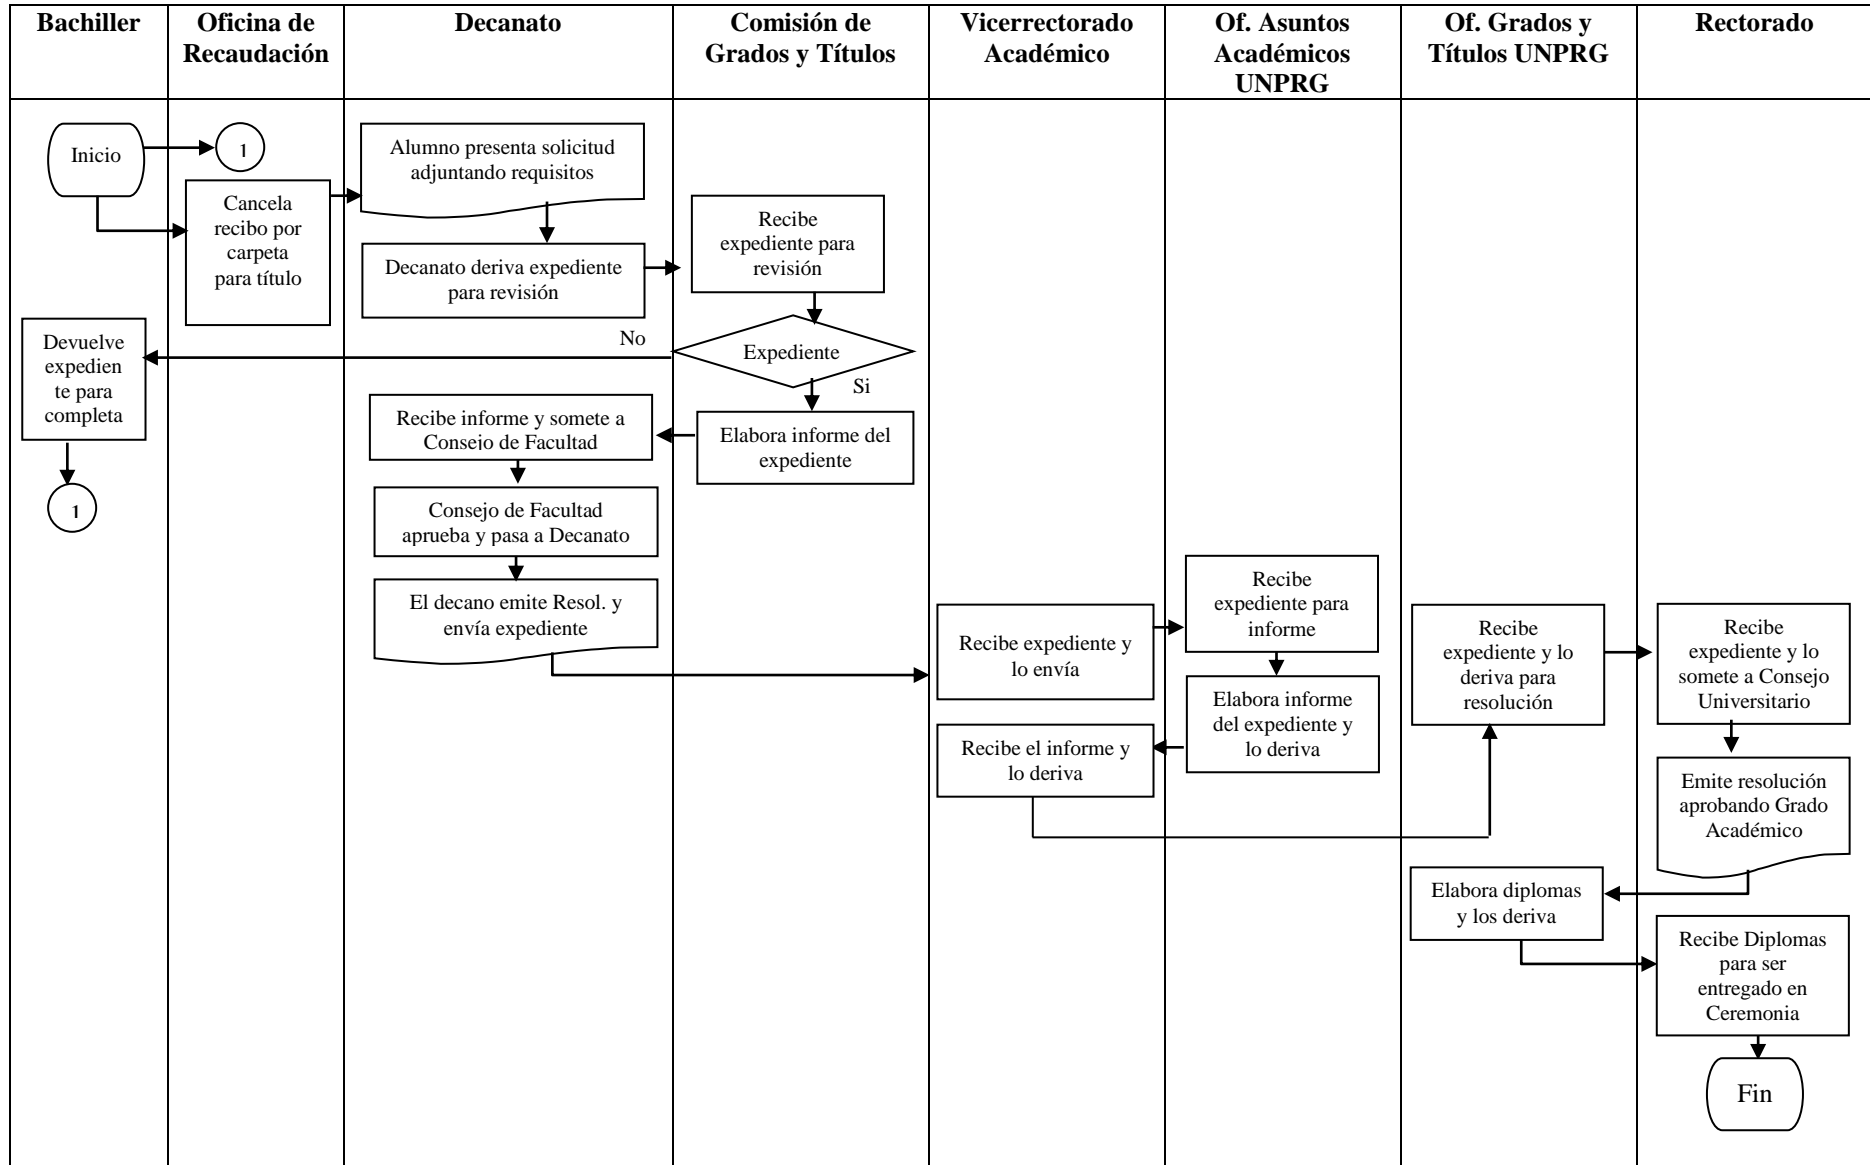 Bachiller
Oficina de
Recaudación
Decanato
Comisión de
Grados y Títulos
Vicerrectorado
Académico
Of. Asuntos
Académicos
UNPRG
Of. Grados y
Títulos UNPRG
Rectorado
Inicio
1
Cancela
recibo por
carpeta
para título
Alumno presenta solicitud
adjuntando requisitos
Decanato deriva expediente
para revisión
Recibe
expediente para
revisión
Expediente
No
Si
Devuelve
expedien
te para
completa
1
Elabora informe del
expediente
Recibe informe y somete a
Consejo de Facultad
Consejo de Facultad
aprueba y pasa a Decanato
El decano emite Resol. y
envía expediente
Recibe expediente y
lo envía
Recibe
expediente para
informe
Elabora informe
del expediente y
lo deriva
Recibe el informe y
lo deriva
Recibe
expediente y lo
deriva para
resolución
Recibe
expediente y lo
somete a Consejo
Universitario
Emite resolución
aprobando Grado
Académico
Elabora diplomas
y los deriva
Recibe Diplomas
para ser
entregado en
Ceremonia
Fin